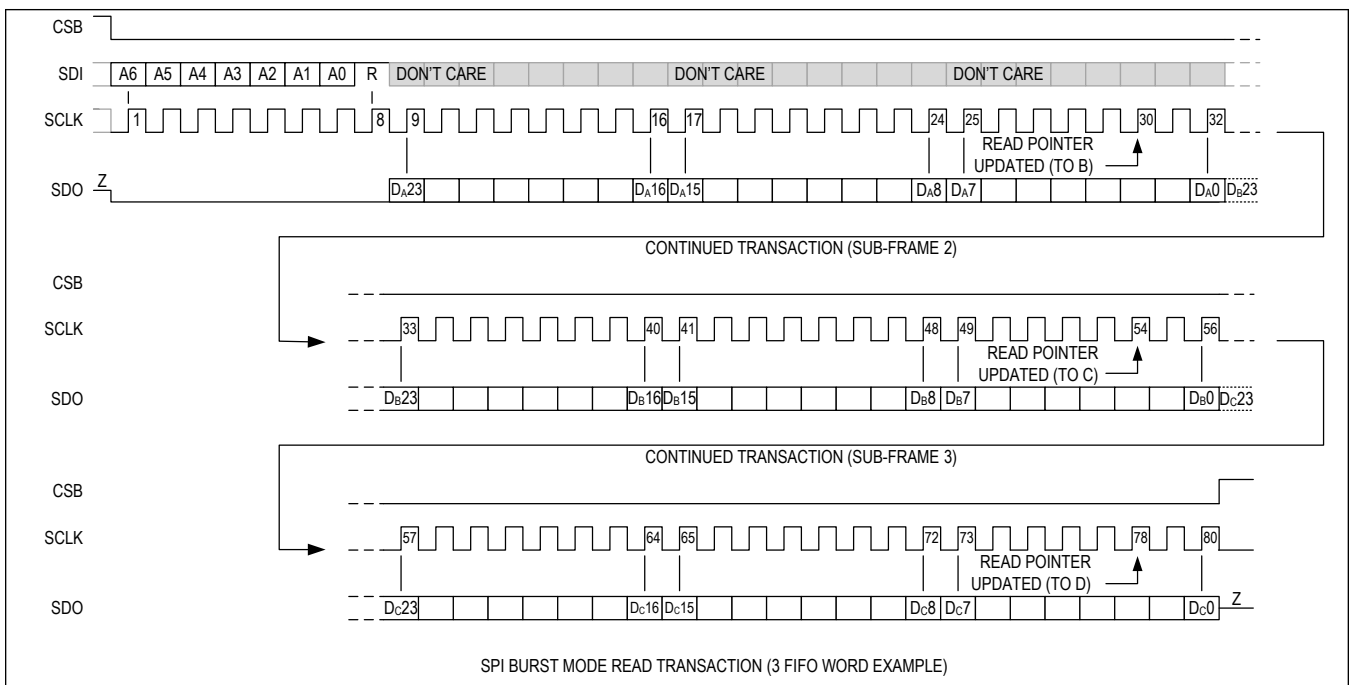 CSB
SDI A6 A5 A4 A3 A2 A1 A0 R DON'T CARE DON'T CARE DON'T CARE
SCLK 1 8 9 16 17 24 25 30 32
READ POINTER
UPDATED (TO B)
SDO Z DA23 DA16 DA15 DA8 DA7 DA0 DB23
CONTINUED TRANSACTION (SUB-FRAME 2)
CSB
SCLK 33 40 41 48 49 54 56
READ POINTER
UPDATED (TO C)
SDO DB23 DB16 DB15 DB8 DB7 DB0 DC23
CONTINUED TRANSACTION (SUB-FRAME 3)
CSB
SCLK 57 64 65 72 73 78 80
READ POINTER
UPDATED (TO D)
SDO DC23 DC16 DC15 DC8 DC7 DC0 Z
SPI BURST MODE READ TRANSACTION (3 FIFO WORD EXAMPLE)